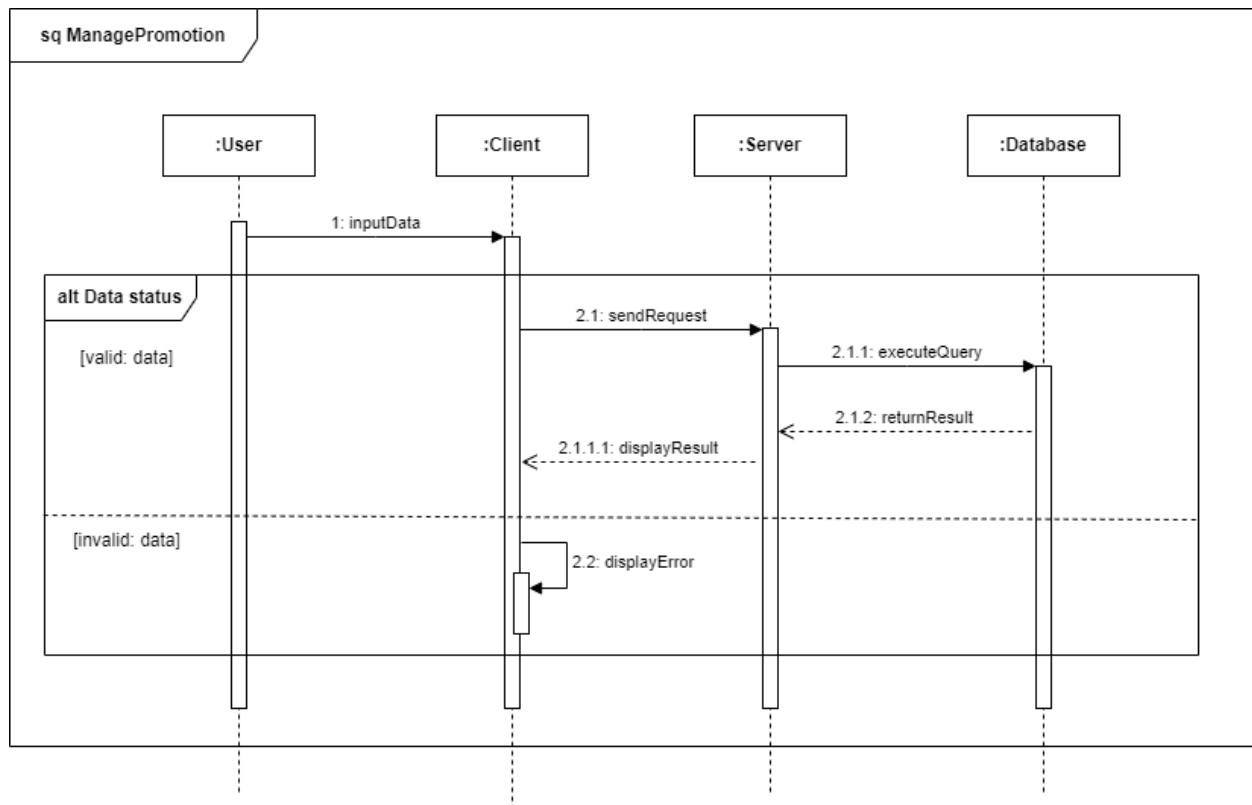 sq ManagePromotion
:User
:Client
:Server
:Database
1: inputData
alt Data status
2.1: sendRequest
[valid: data]
2.1.1: executeQuery
2.1.2: returnResult
2.1.1.1: displayResult
[invalid: data]
2.2: displayError